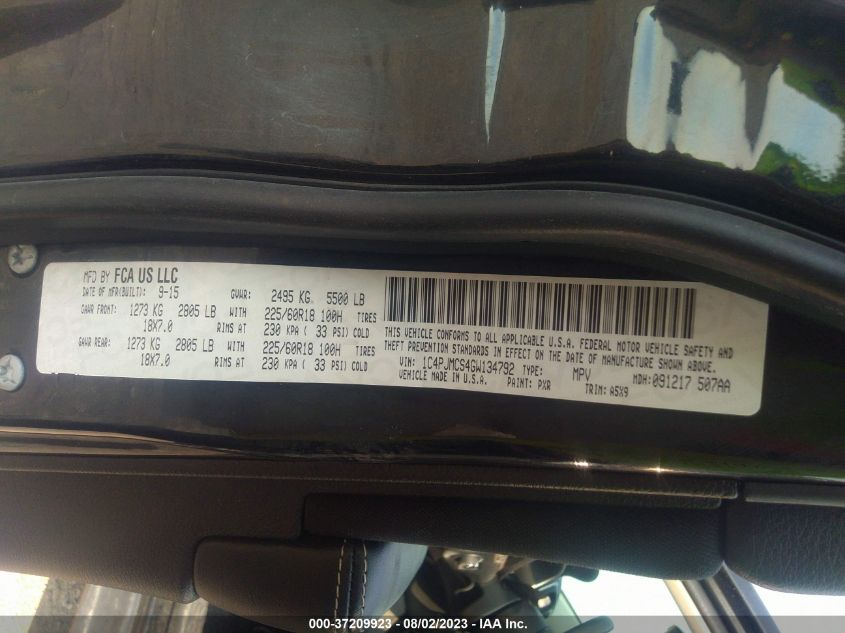 MFD BY FCA US LLC
DATE OF MFR(BUILT): 9-15 GVWR: 2495 KG 5500 LB
GAWR FRONT: 1273 KG 2805 LB WITH 225/60R18 100H TIRES
18X7.0 RIMS AT 230 KPA ( 33 PSI) COLD
GAWR REAR: 1273 KG 2805 LB WITH 225/60R18 100H TIRES
18X7.0 RIMS AT 230 KPA ( 33 PSI) COLD
THIS VEHICLE CONFORMS TO ALL APPLICABLE U.S.A. FEDERAL MOTOR VEHICLE SAFETY AND
THEFT PREVENTION STANDARDS IN EFFECT ON THE DATE OF MANUFACTURE SHOWN ABOVE.
VIN: 1C4PJMCS4GW134792 TYPE: MPV MDH: 091217 507AA
VEHICLE MADE IN U.S.A. PAINT: PXR TRIM: A5X9
000-37209923 - 08/02/2023 - IAA Inc.